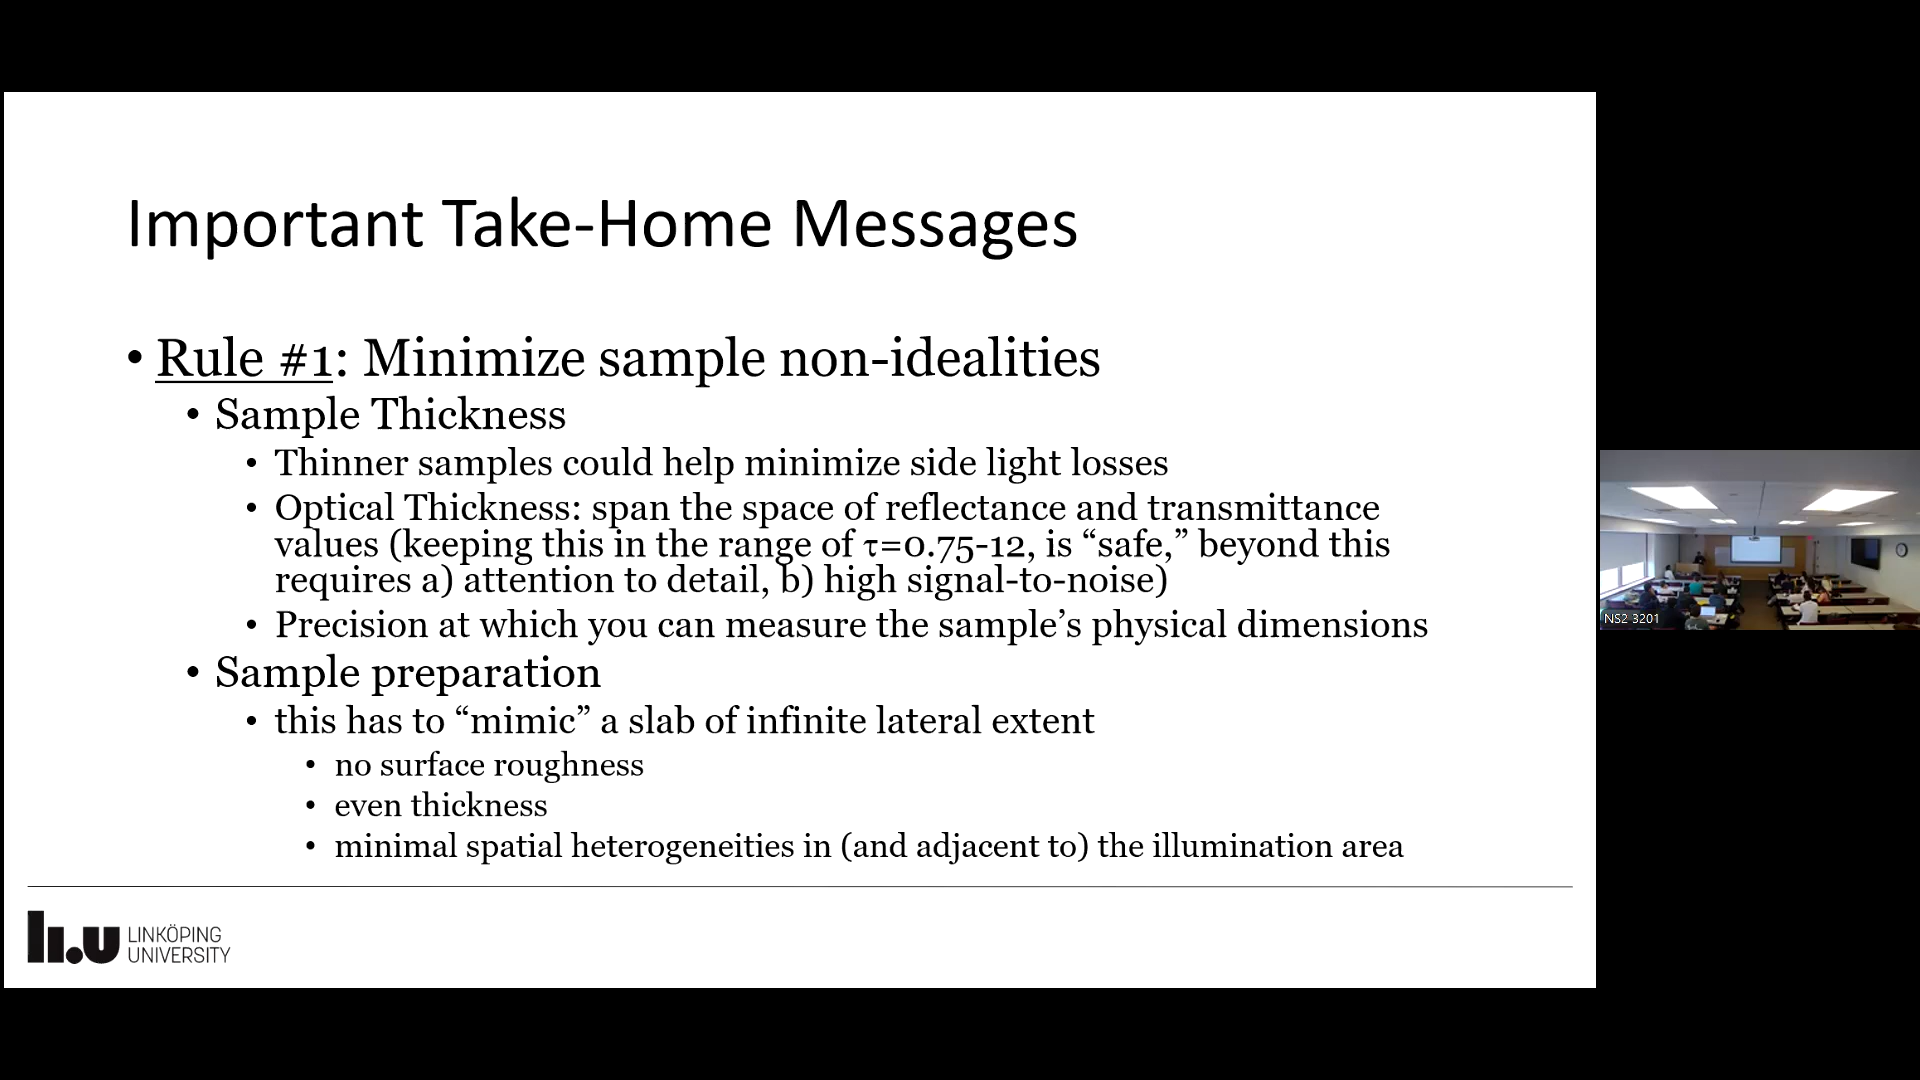 Important Take-Home Messages
• Rule #1: Minimize sample non-idealities
• Sample Thickness
• Thinner samples could help minimize side light losses
• Optical Thickness: span the space of reflectance and transmittance
values (keeping this in the range of τ=0.75-12, is “safe,” beyond this
requires a) attention to detail, b) high signal-to-noise)
• Precision at which you can measure the sample’s physical dimensions
• Sample preparation
• this has to “mimic” a slab of infinite lateral extent
• no surface roughness
• even thickness
• minimal spatial heterogeneities in (and adjacent to) the illumination area
li.u LINKÖPING
UNIVERSITY
NS2 3201